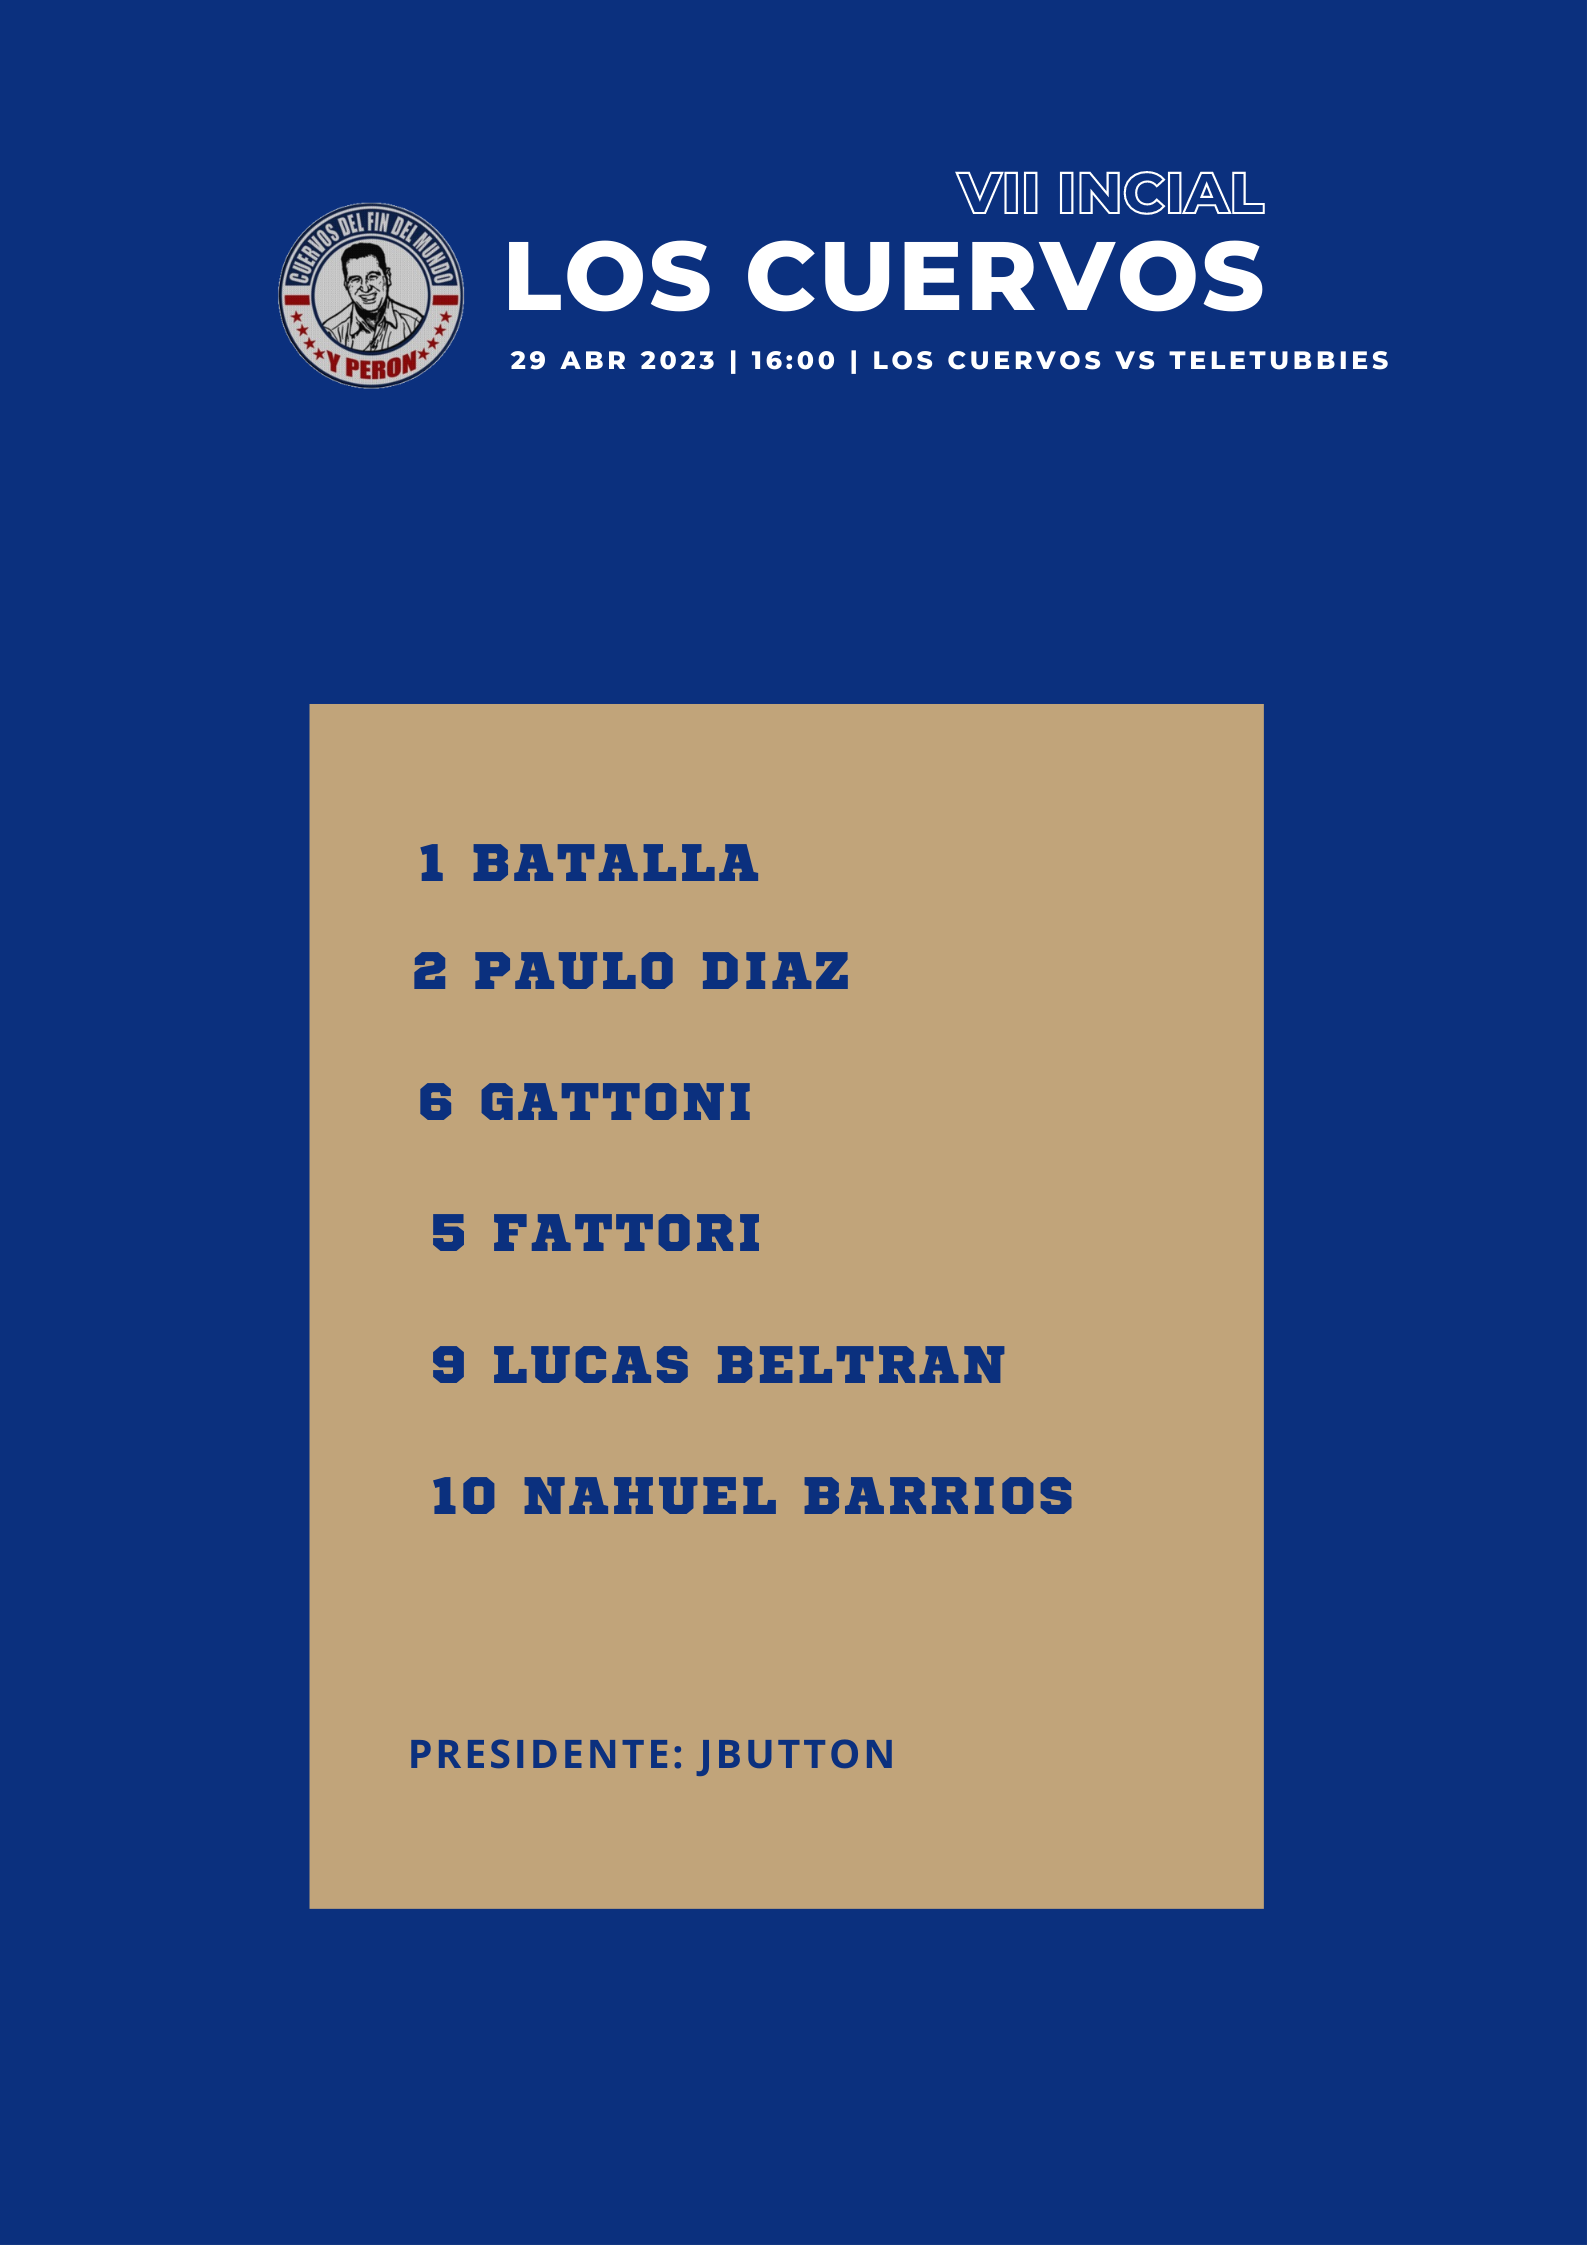 VII INCIAL
CUERVOS DEL FIN DEL MUNDO
Y PERON
LOS CUERVOS
29 ABR 2023 | 16:00 | LOS CUERVOS VS TELETUBBIES
1 BATALLA
2 PAULO DIAZ
6 GATTONI
5 FATTORI
9 LUCAS BELTRAN
10 NAHUEL BARRIOS
PRESIDENTE: JBUTTON